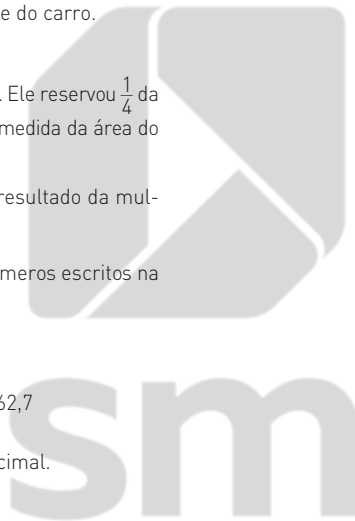 e do carro.
. Ele reservou 1/4 da
medida da área do
resultado da mul-
meros escritos na
62,7
cimal.
sm